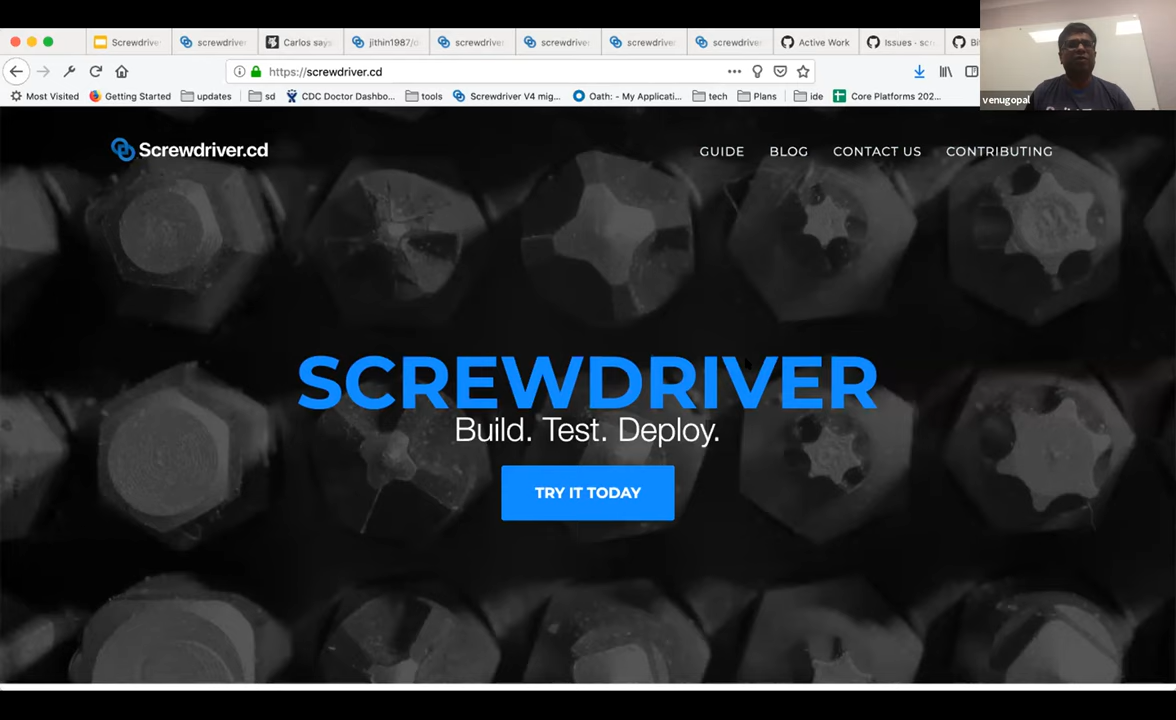 Screwdriver
screwdriver
Carlos says
jithin1987/d
screwdriver
screwdriver
screwdriver
screwdriver
Active Work
Issues · scr
https://screwdriver.cd
Most Visited
Getting Started
updates
sd
CDC Doctor Dashbo...
tools
Screwdriver V4 mig...
Oath: - My Applicati...
tech
Plans
ide
Core Platforms 202...
venugopal
Screwdriver.cd
GUIDE
BLOG
CONTACT US
CONTRIBUTING
SCREWDRIVER
Build. Test. Deploy.
TRY IT TODAY